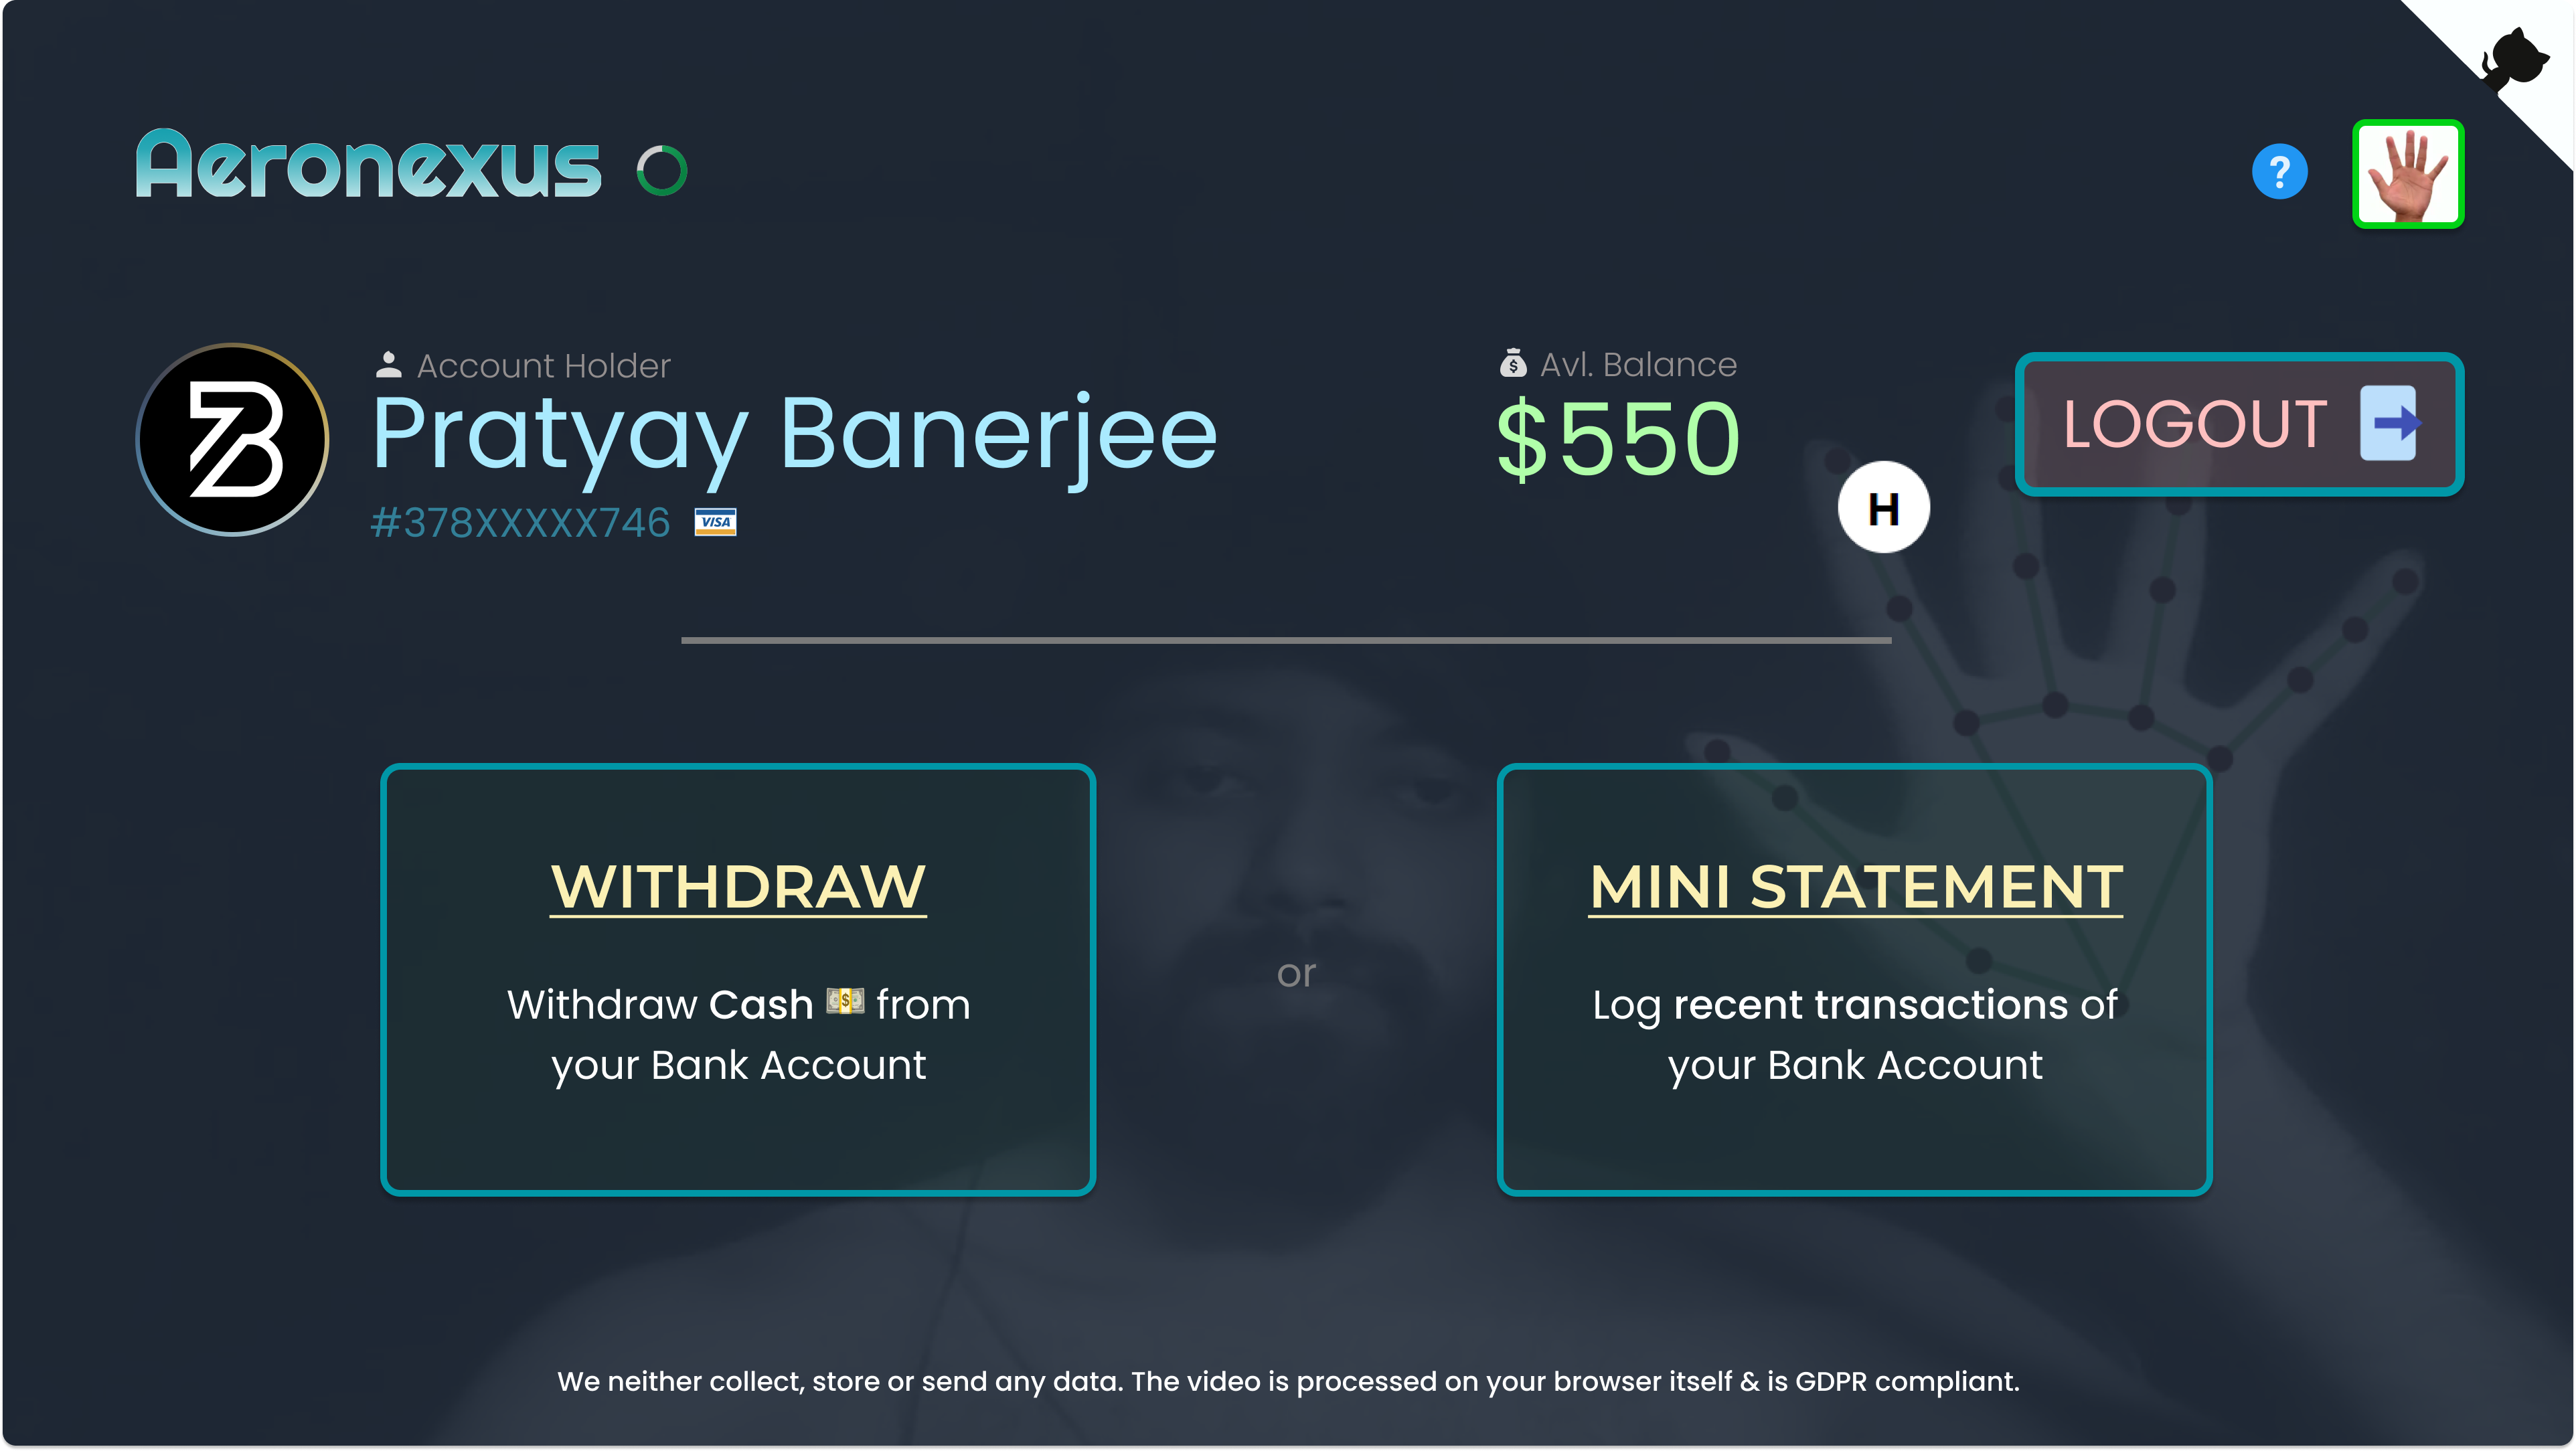 Aeronexus
?
Account Holder
Pratyay Banerjee
#378XXXXX746 VISA
Avl. Balance
$550
LOGOUT
H
WITHDRAW
Withdraw Cash 💵 from
your Bank Account
or
MINI STATEMENT
Log recent transactions of
your Bank Account
We neither collect, store or send any data. The video is processed on your browser itself & is GDPR compliant.